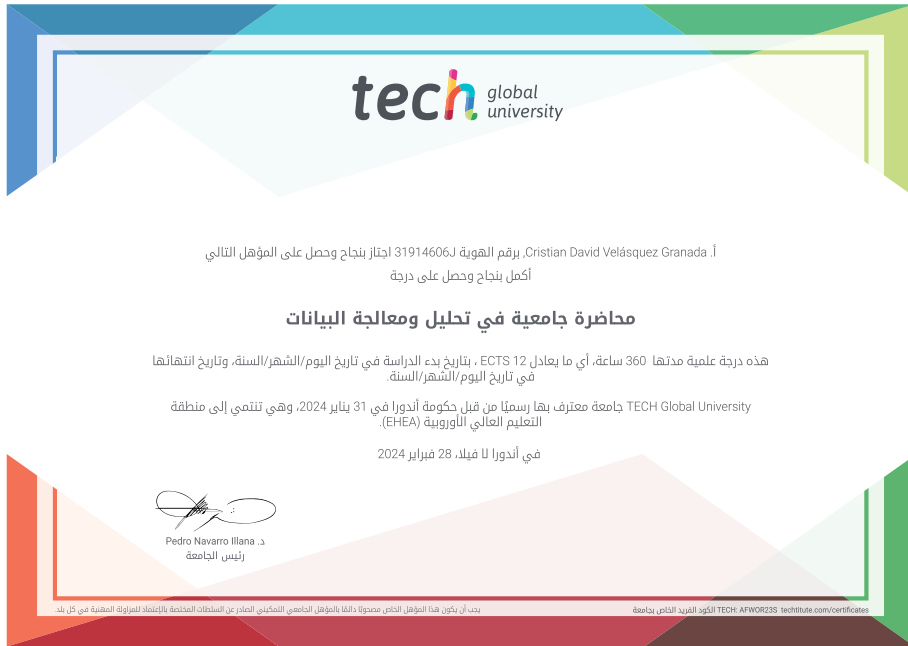 tech global
university
أ. Cristian David Velásquez Granada, برقم الهوية 31914606J اجتاز بنجاح وحصل على المؤهل التالي
أكمل بنجاح وحصل على درجة
محاضرة جامعية في تحليل ومعالجة البيانات
هذه درجة علمية مدتها 360 ساعة، أي ما يعادل 12 ECTS ، بتاريخ بدء الدراسة في تاريخ اليوم/الشهر/السنة، وتاريخ انتهائها
في تاريخ اليوم/الشهر/السنة.
TECH Global University جامعة معترف بها رسميًا من قبل حكومة أندورا في 31 يناير 2024، وهي تنتمي إلى منطقة
التعليم العالي الأوروبية (EHEA).
في أندورا لا فيلا، 28 فبراير 2024
د. Pedro Navarro Illana
رئيس الجامعة
يجب أن يكون هذا المؤهل الخاص مصحوبًا دائمًا بالمؤهل الجامعي التمكيني الصادر عن السلطات المختصة بالإعتماد للمزاولة المهنية في كل بلد.
الكود الفريد الخاص بجامعة TECH: AFWOR23S techtitute.com/certificates